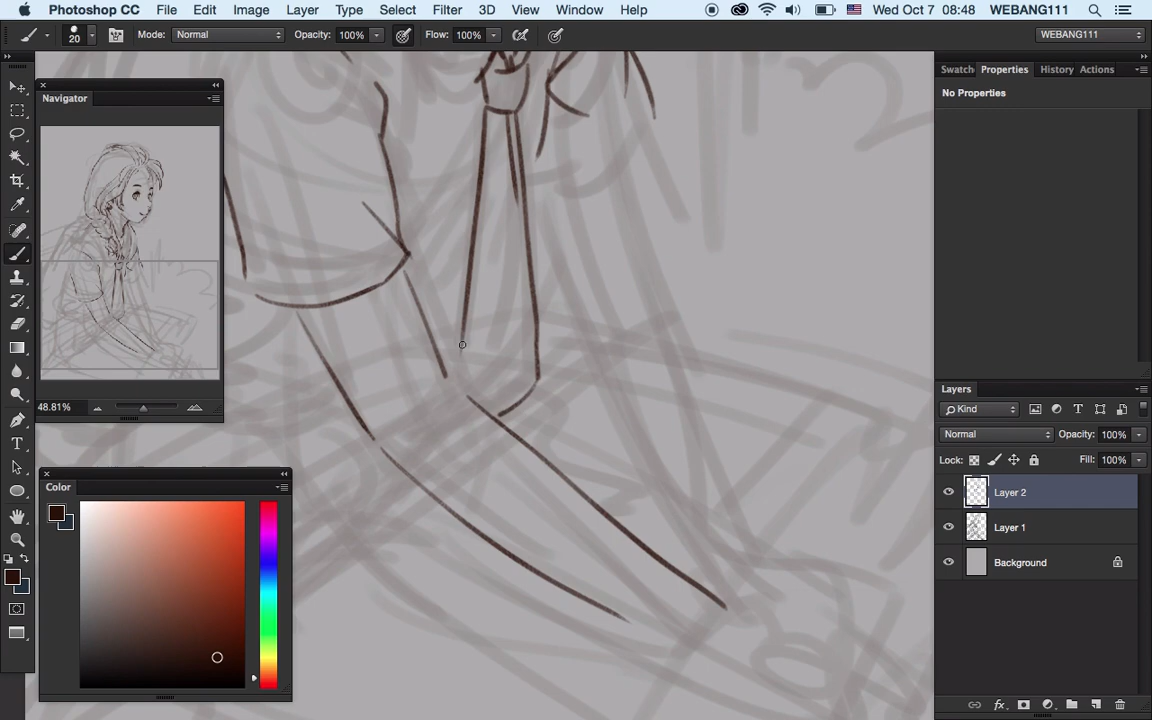 Photoshop CC File Edit Image Layer Type Select Filter 3D View Window Help Wed Oct 7 08:48 WEBANG111
20 Mode: Normal Opacity: 100% Flow: 100% WEBANG111
Swatch Properties History Actions
No Properties
Navigator
48.81%
Color
Layers
Kind
Normal Opacity: 100%
Lock: Fill: 100%
Layer 2
Layer 1
Background